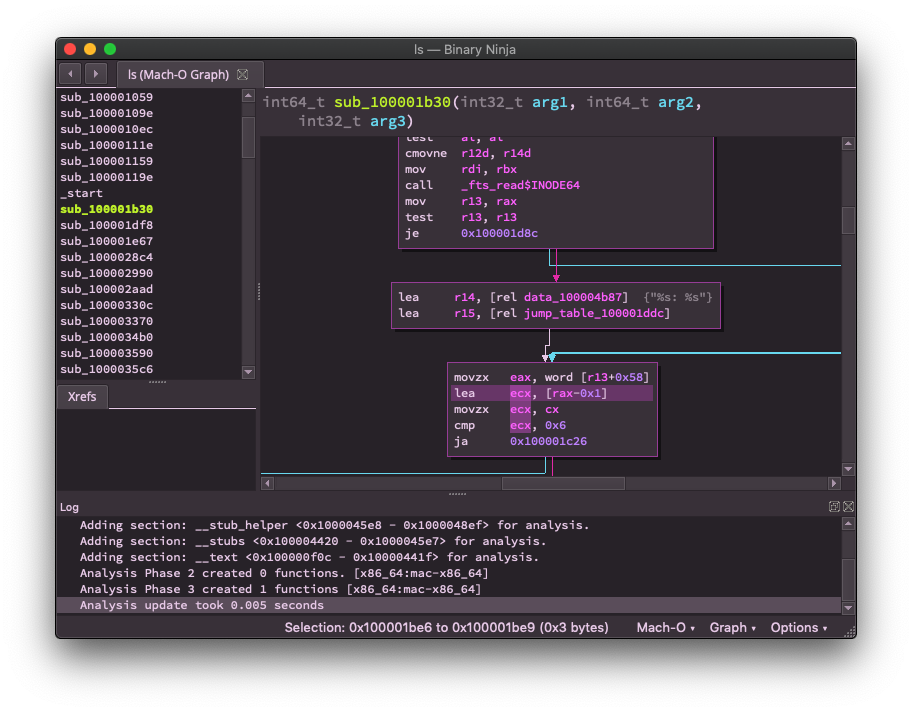 ls — Binary Ninja
ls (Mach-O Graph)
sub_100001059
sub_10000109e
sub_1000010ec
sub_10000111e
sub_100001159
sub_10000119e
_start
sub_100001b30
sub_100001df8
sub_100001e67
sub_1000028c4
sub_100002990
sub_100002aad
sub_10000330c
sub_100003370
sub_1000034b0
sub_100003590
sub_1000035c6
Xrefs
int64_t sub_100001b30(int32_t arg1, int64_t arg2,
int32_t arg3)
test al, al
cmovne r12d, r14d
mov rdi, rbx
call _fts_read$INODE64
mov r13, rax
test r13, r13
je 0x100001d8c
lea r14, [rel data_100004b87] {"%s: %s"}
lea r15, [rel jump_table_100001ddc]
movzx eax, word [r13+0x58]
lea ecx, [rax-0x1]
movzx ecx, cx
cmp ecx, 0x6
ja 0x100001c26
Log
Adding section: __stub_helper <0x1000045e8 - 0x1000048ef> for analysis.
Adding section: __stubs <0x100004420 - 0x1000045e7> for analysis.
Adding section: __text <0x100000f0c - 0x10000441f> for analysis.
Analysis Phase 2 created 0 functions. [x86_64:mac-x86_64]
Analysis Phase 3 created 1 functions [x86_64:mac-x86_64]
Analysis update took 0.005 seconds
Selection: 0x100001be6 to 0x100001be9 (0x3 bytes) Mach-O Graph Options